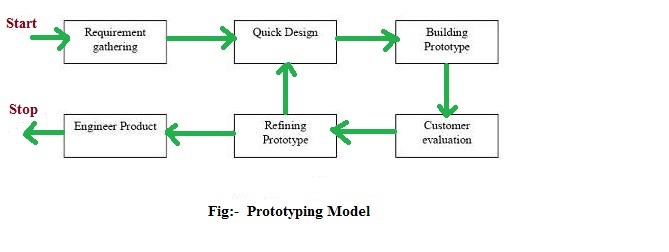 Start
Requirement
gathering
Quick Design
Building
Prototype
Stop
Engineer Product
Refining
Prototype
Customer
evaluation
Fig:- Prototyping Model